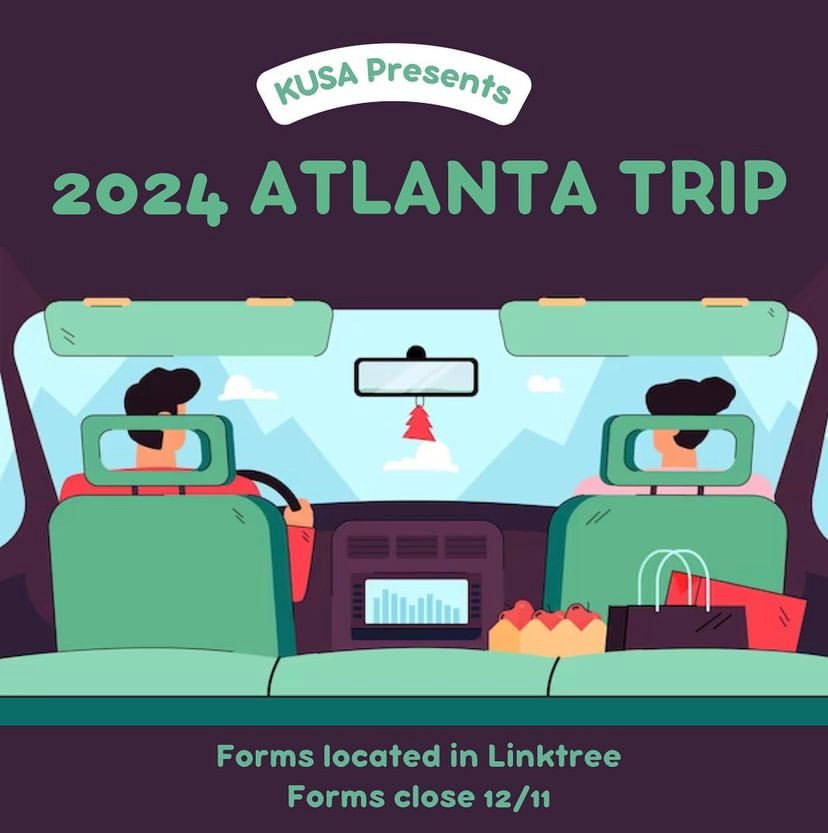 KUSA Presents
2024 ATLANTA TRIP
Forms located in Linktree
Forms close 12/11